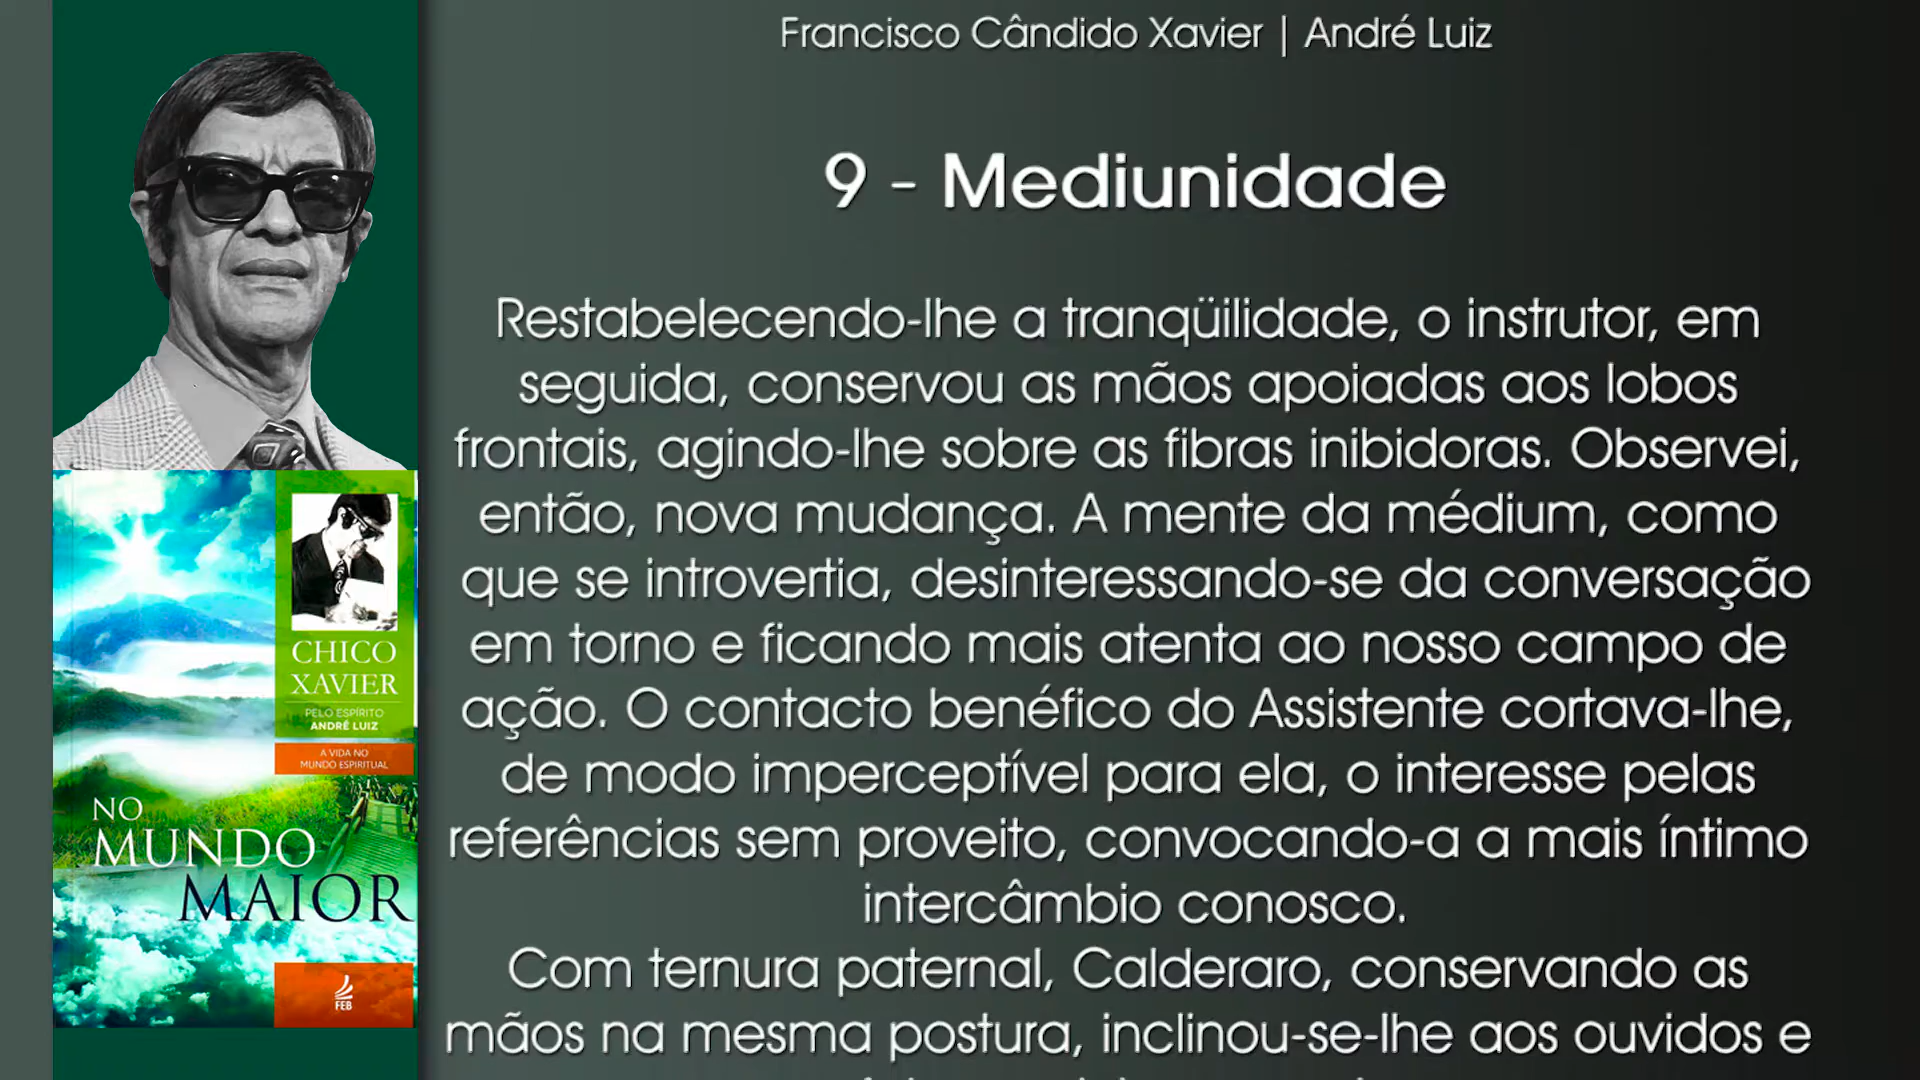 Francisco Cândido Xavier | André Luiz
9 - Mediunidade
Restabelecendo-lhe a tranqüilidade, o instrutor, em
seguida, conservou as mãos apoiadas aos lobos
frontais, agindo-lhe sobre as fibras inibidoras. Observei,
então, nova mudança. A mente da médium, como
que se introvertia, desinteressando-se da conversação
em torno e ficando mais atenta ao nosso campo de
ação. O contacto benéfico do Assistente cortava-lhe,
de modo imperceptível para ela, o interesse pelas
referências sem proveito, convocando-a a mais íntimo
intercâmbio conosco.
Com ternura paternal, Calderaro, conservando as
mãos na mesma postura, inclinou-se-lhe aos ouvidos e
CHICO
XAVIER
PELO ESPÍRITO
ANDRÉ LUIZ
A VIDA NO
MUNDO ESPIRITUAL
NO
MUNDO
MAIOR
FEB